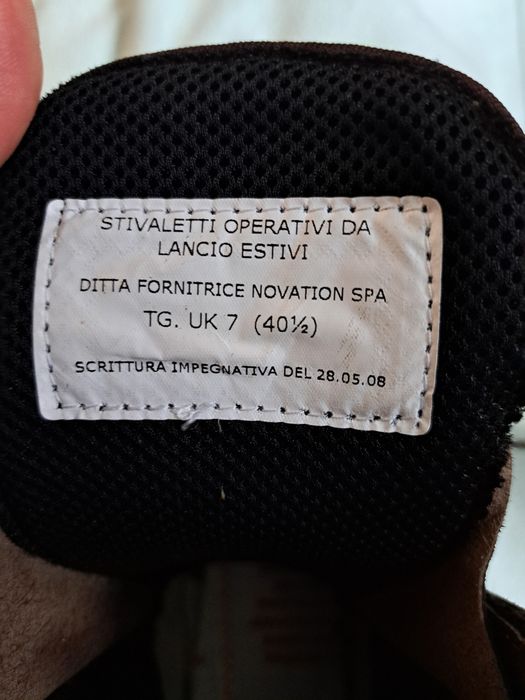 STIVALETTI OPERATIVI DA
LANCIO ESTIVI
DITTA FORNITRICE NOVATION SPA
TG. UK 7 (40½)
SCRITTURA IMPEGNATIVA DEL 28.05.08